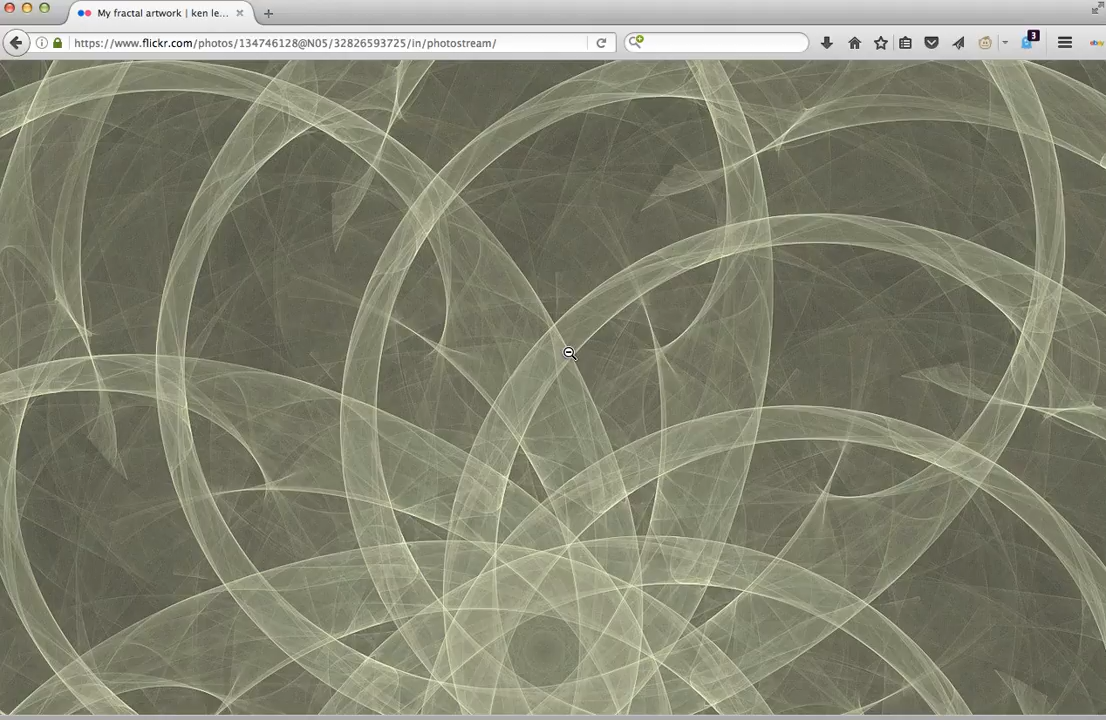 My fractal artwork | ken le...
https://www.flickr.com/photos/134746128@N05/32826593725/in/photostream/
3